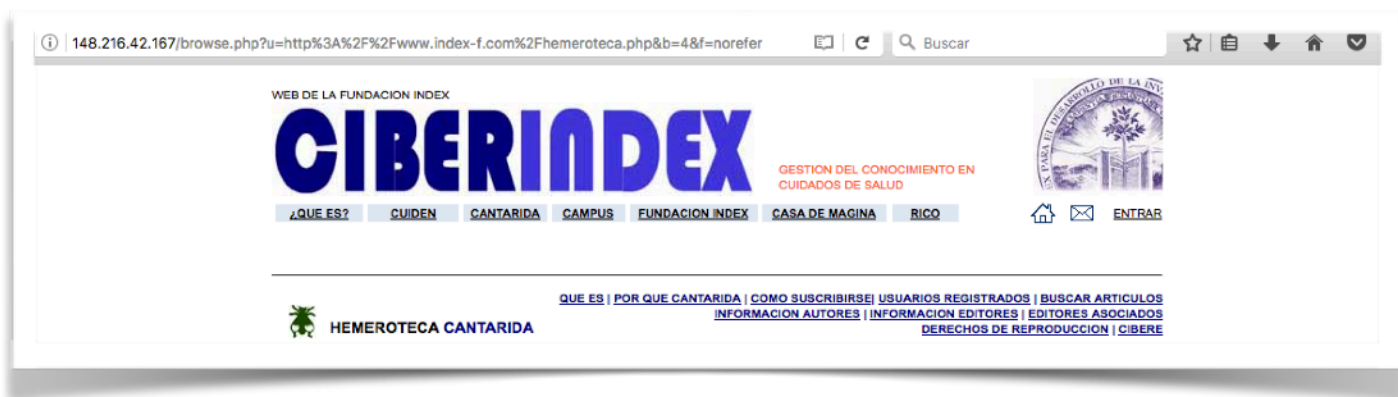 148.216.42.167/browse.php?u=http%3A%2F%2Fwww.index-f.com%2Fhemeroteca.php&b=4&f=norefer
Buscar
WEB DE LA FUNDACION INDEX
CIBERINDEX
GESTION DEL CONOCIMIENTO EN
CUIDADOS DE SALUD
¿QUE ES? CUIDEN CANTARIDA CAMPUS FUNDACION INDEX CASA DE MAGINA RICO ENTRAR
QUE ES | POR QUE CANTARIDA | COMO SUSCRIBIRSE| USUARIOS REGISTRADOS | BUSCAR ARTICULOS
INFORMACION AUTORES | INFORMACION EDITORES | EDITORES ASOCIADOS
DERECHOS DE REPRODUCCION | CIBERE
HEMEROTECA CANTARIDA